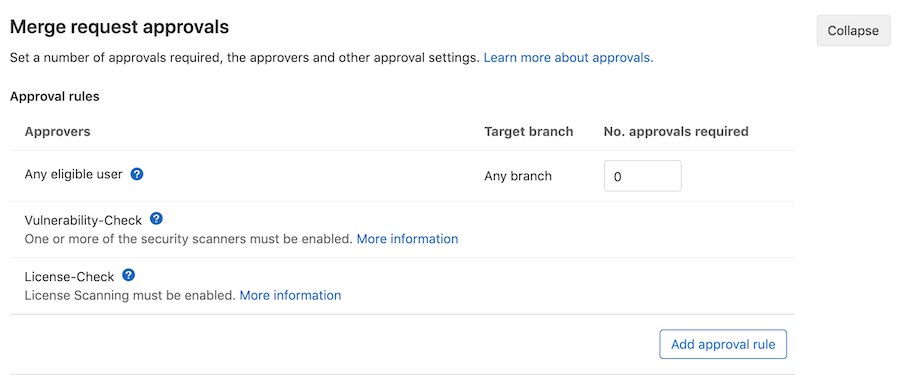 Merge request approvals
Collapse
Set a number of approvals required, the approvers and other approval settings. Learn more about approvals.
Approval rules
Approvers Target branch No. approvals required
Any eligible user ? Any branch 0
Vulnerability-Check ?
One or more of the security scanners must be enabled. More information
License-Check ?
License Scanning must be enabled. More information
Add approval rule